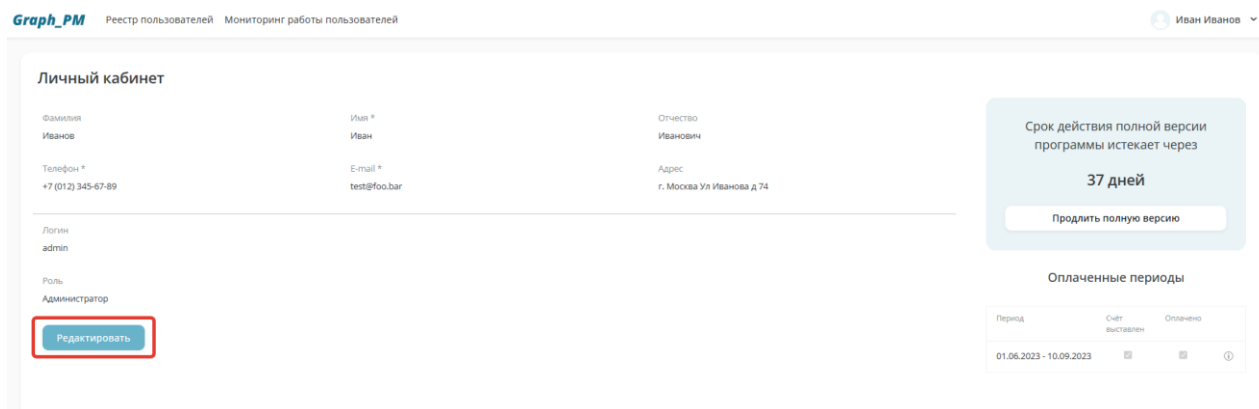 Graph_PM Реестр пользователей Мониторинг работы пользователей Иван Иванов
Личный кабинет
Фамилия Имя * Отчество
Иванов Иван Иванович
Телефон * E-mail * Адрес
+7 (012) 345-67-89 test@foo.bar г. Москва Ул Иванова д 74
Логин
admin
Роль
Администратор
Редактировать
Срок действия полной версии
программы истекает через
37 дней
Продлить полную версию
Оплаченные периоды
Период Счёт Оплачено
выставлен
01.06.2023 - 10.09.2023